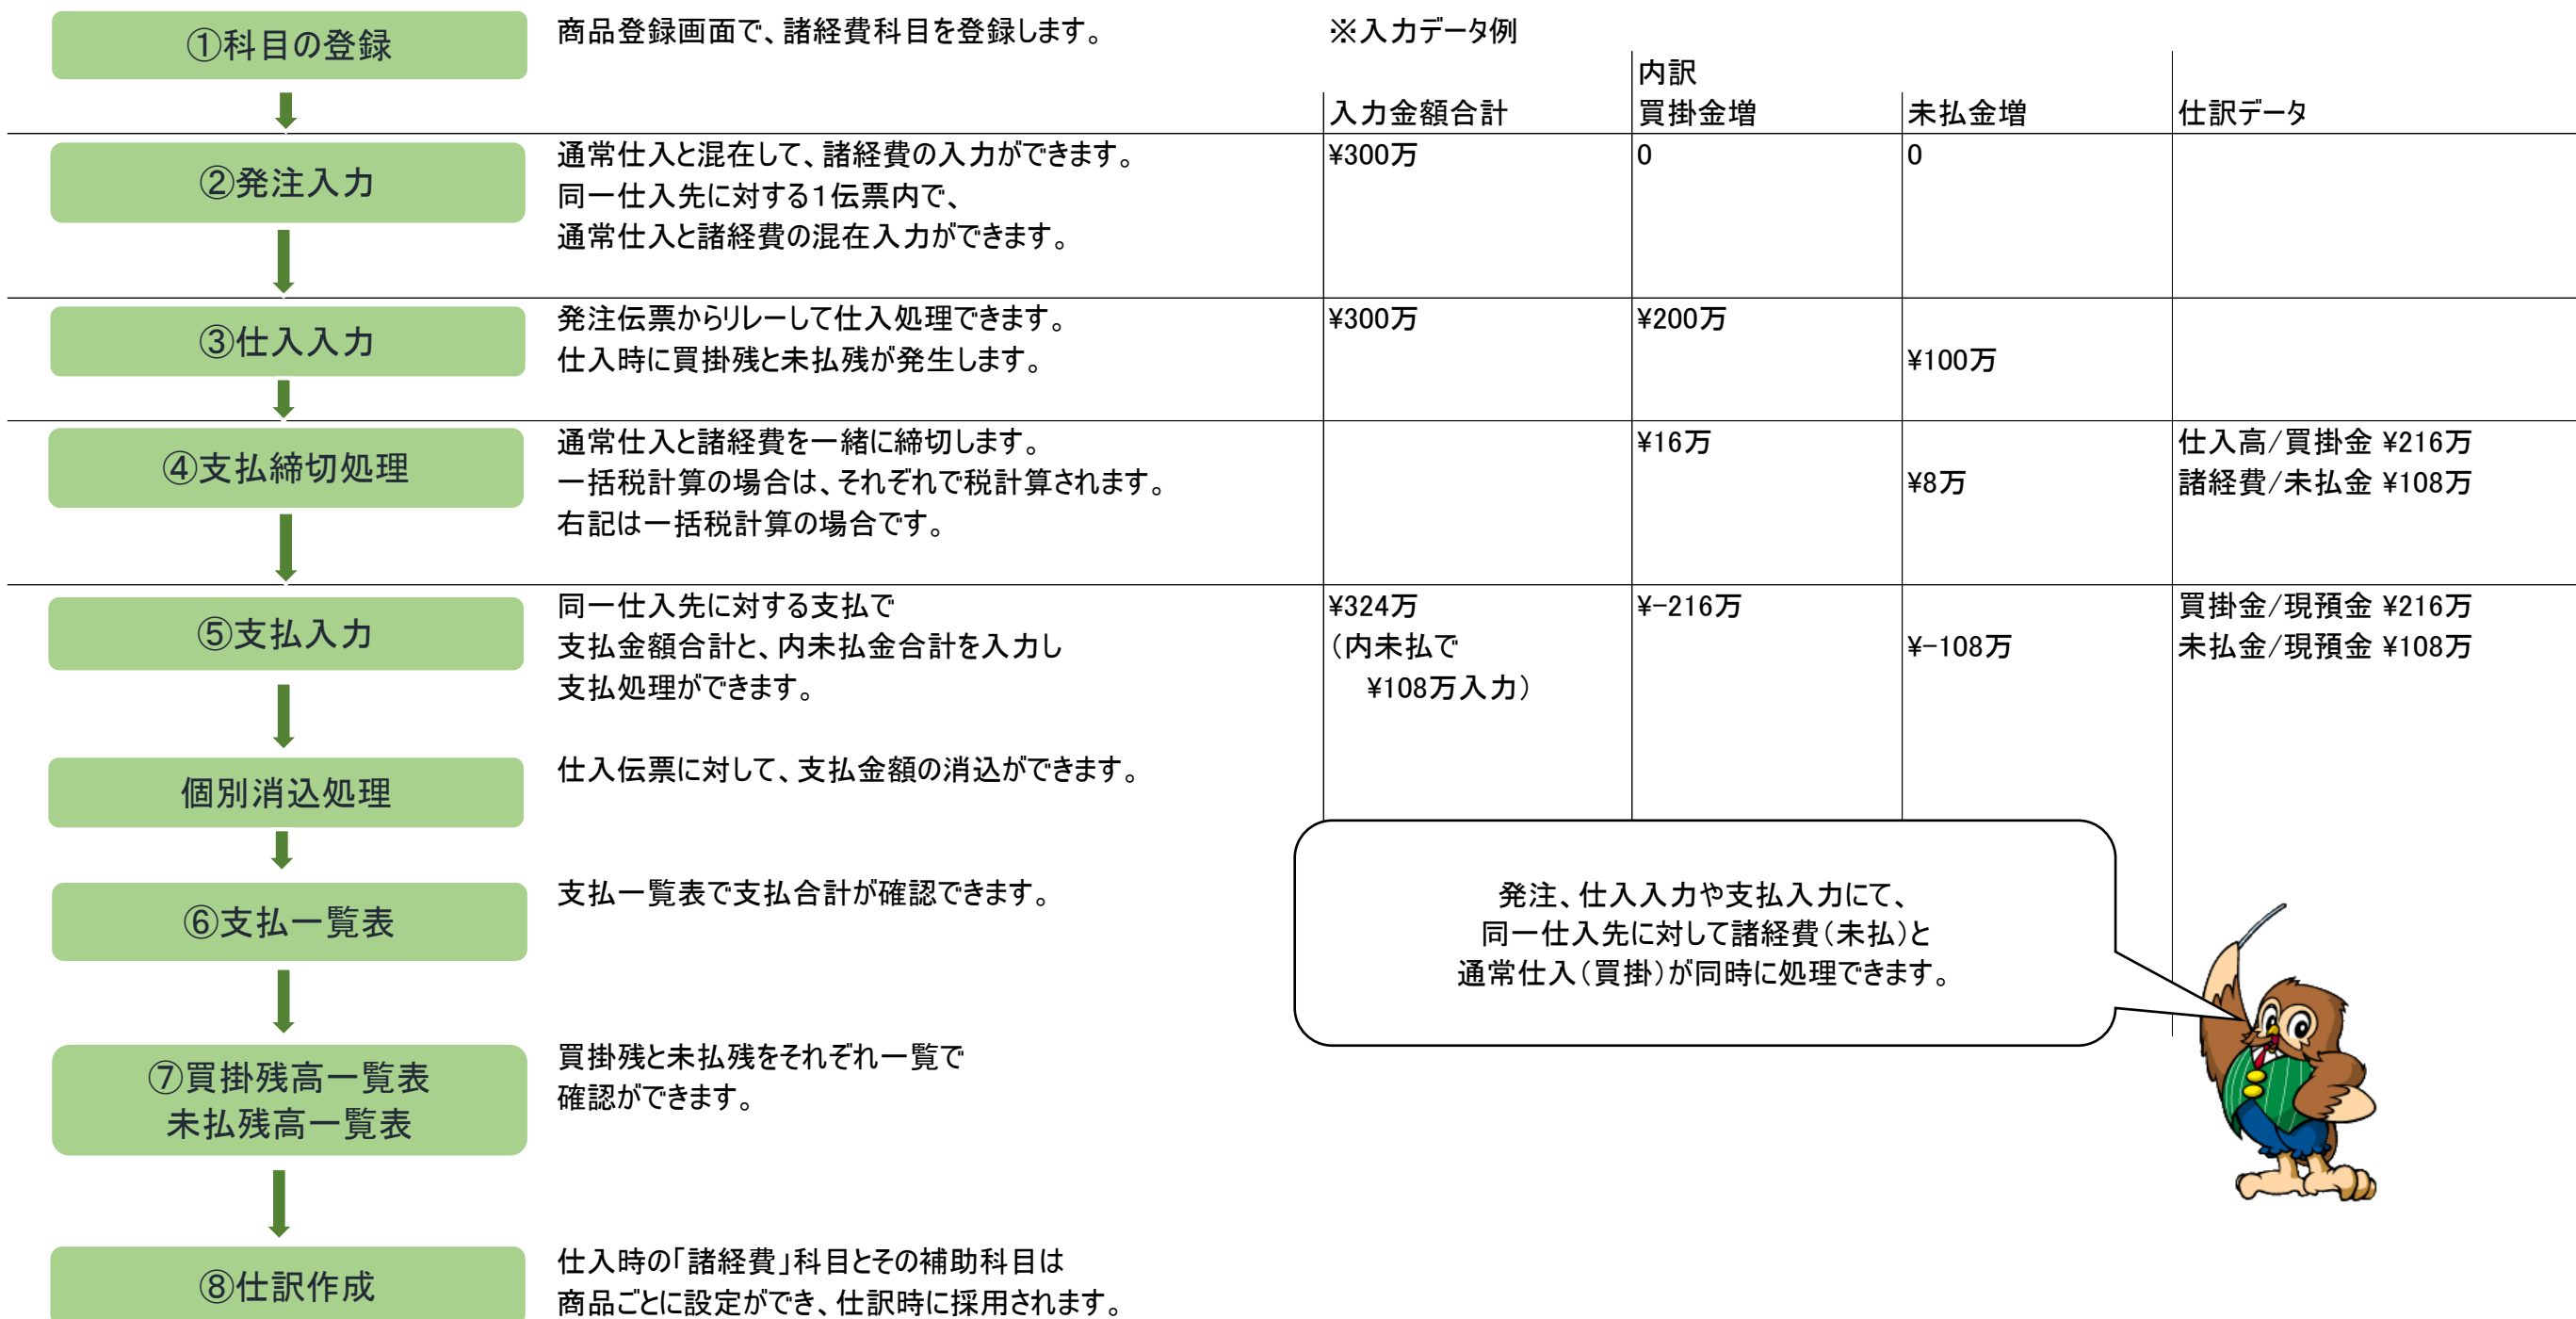 ①科目の登録
商品登録画面で、諸経費科目を登録します。
※入力データ例
内訳
入力金額合計
買掛金増
未払金増
仕訳データ
②発注入力
通常仕入と混在して、諸経費の入力ができます。
同一仕入先に対する1伝票内で、
通常仕入と諸経費の混在入力ができます。
¥300万
0
0
③仕入入力
発注伝票からリレーして仕入処理できます。
仕入時に買掛残と未払残が発生します。
¥300万
¥200万
¥100万
④支払締切処理
通常仕入と諸経費を一緒に締切します。
一括税計算の場合は、それぞれで税計算されます。
右記は一括税計算の場合です。
¥16万
¥8万
仕入高/買掛金 ¥216万
諸経費/未払金 ¥108万
⑤支払入力
同一仕入先に対する支払で
支払金額合計と、内未払金合計を入力し
支払処理ができます。
¥324万
(内未払で
¥108万入力)
¥-216万
¥-108万
買掛金/現預金 ¥216万
未払金/現預金 ¥108万
個別消込処理
仕入伝票に対して、支払金額の消込ができます。
⑥支払一覧表
支払一覧表で支払合計が確認できます。
発注、仕入入力や支払入力にて、
同一仕入先に対して諸経費(未払)と
通常仕入(買掛)が同時に処理できます。
⑦買掛残高一覧表
未払残高一覧表
買掛残と未払残をそれぞれ一覧で
確認ができます。
⑧仕訳作成
仕入時の「諸経費」科目とその補助科目は
商品ごとに設定ができ、仕訳時に採用されます。